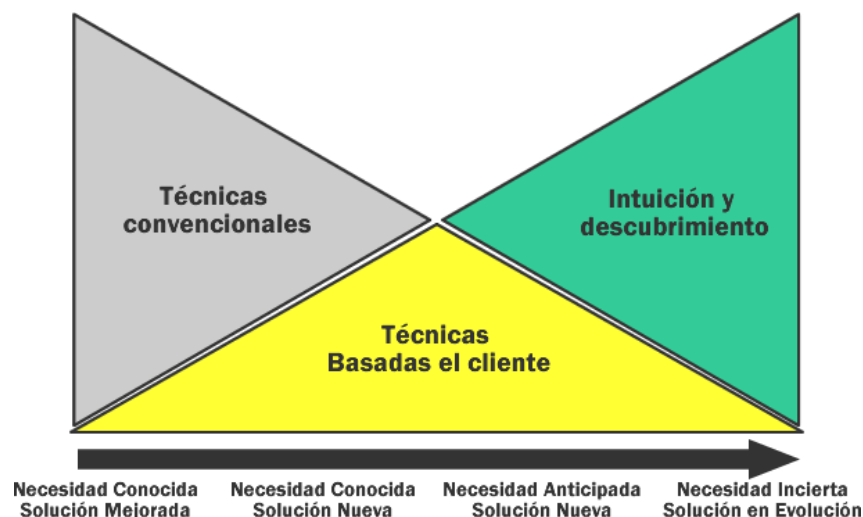 Técnicas
convencionales
Intuición y
descubrimiento
Técnicas
Basadas el cliente
Necesidad Conocida
Solución Mejorada
Necesidad Conocida
Solución Nueva
Necesidad Anticipada
Solución Nueva
Necesidad Incierta
Solución en Evolución